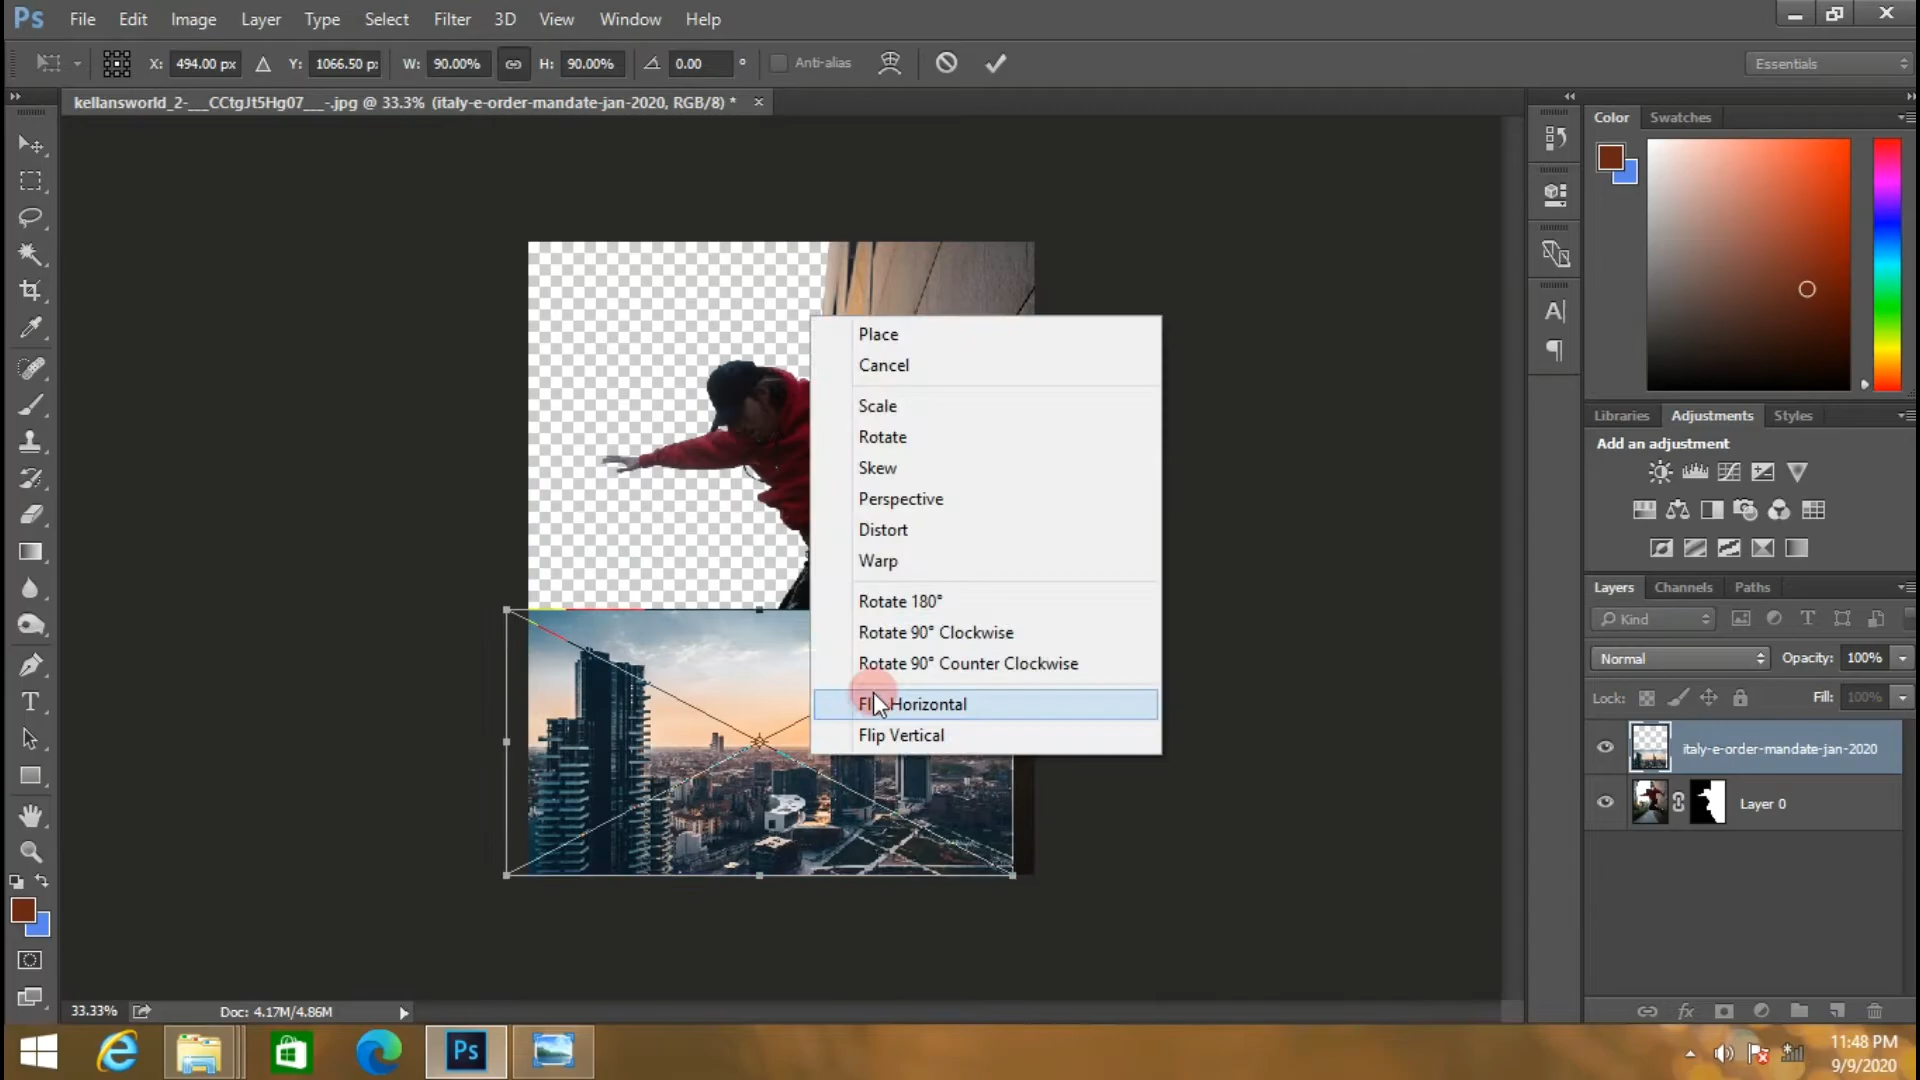 Ps File Edit Image Layer Type Select Filter 3D View Window Help
X: 494.00 px Y: 1066.50 p: W: 90.00% H: 90.00% 0.00 ° Anti-alias Essentials
kellansworld_2-___CCtgJt5Hg07___-.jpg @ 33.3% (italy-e-order-mandate-jan-2020, RGB/8) *
Color Swatches
Place
Cancel
Scale
Rotate
Skew
Perspective
Distort
Warp
Rotate 180°
Rotate 90° Clockwise
Rotate 90° Counter Clockwise
Flip Horizontal
Flip Vertical
Libraries Adjustments Styles
Add an adjustment
Layers Channels Paths
Kind
Normal Opacity: 100%
Lock: Fill: 100%
italy-e-order-mandate-jan-2020
Layer 0
33.33% Doc: 4.17M/4.86M
Ps
11:48 PM
9/9/2020